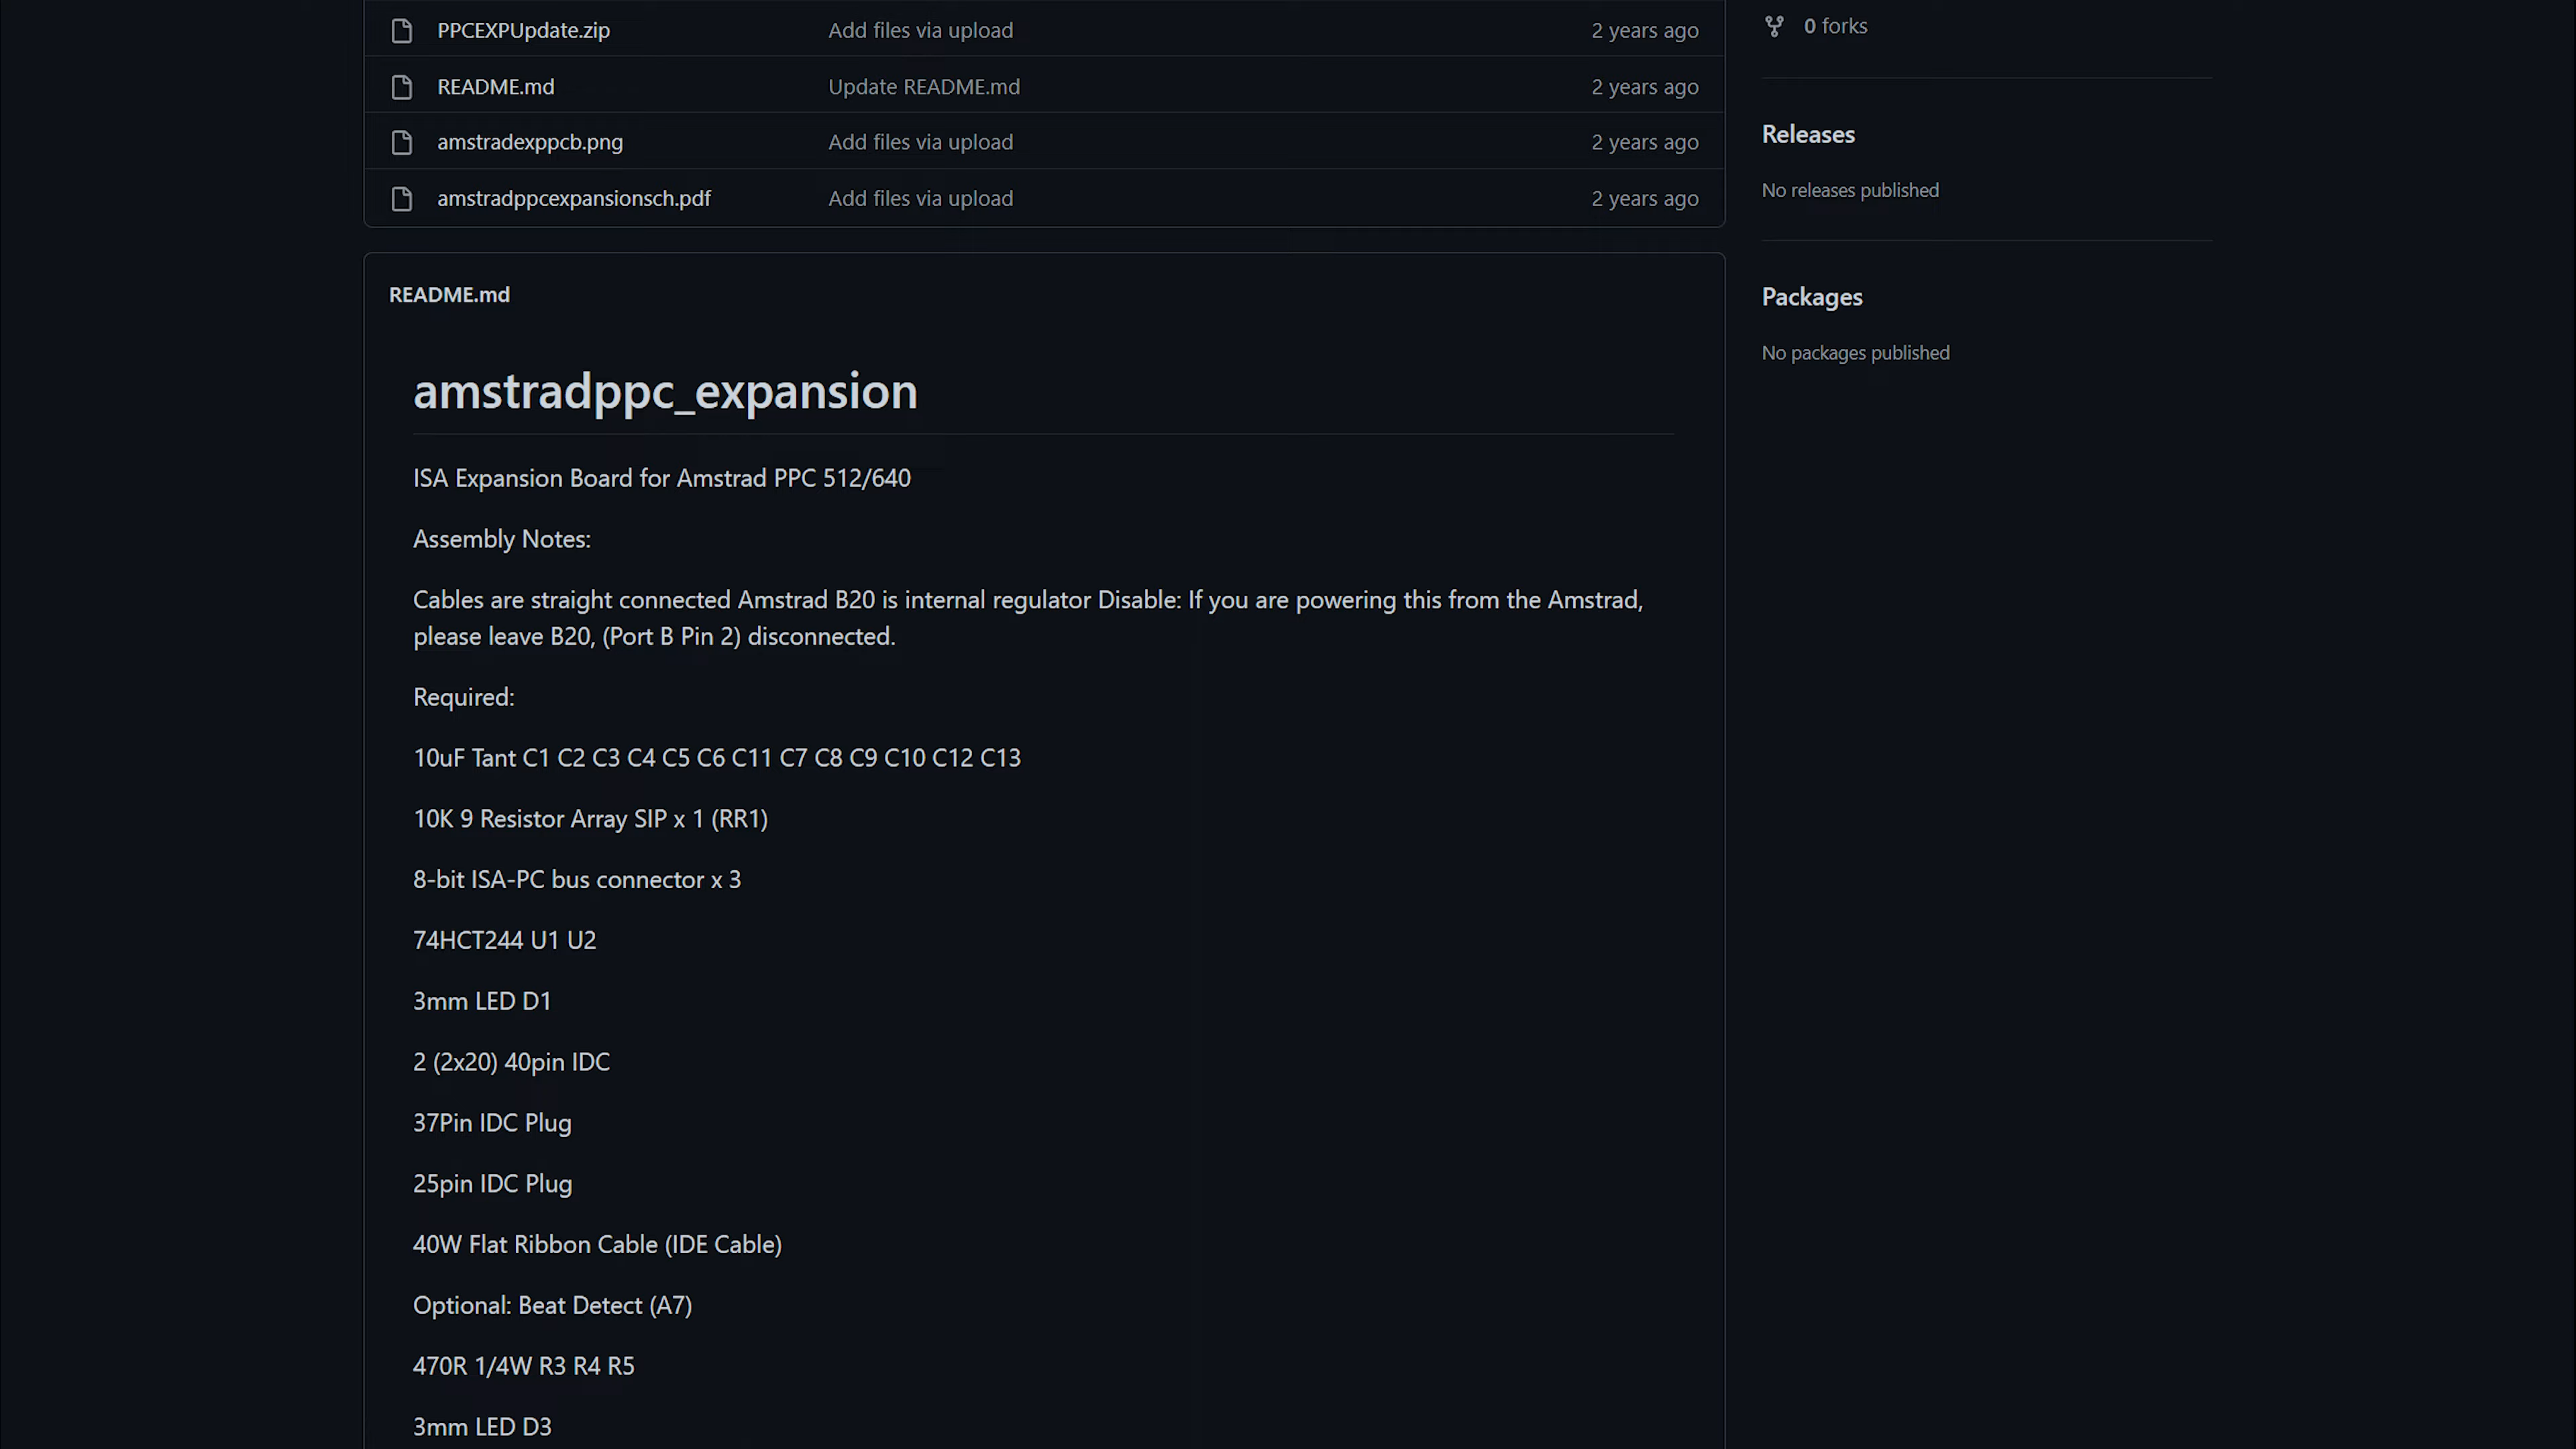 PPCEXPUpdate.zip Add files via upload 2 years ago
README.md Update README.md 2 years ago
amstradexppcb.png Add files via upload 2 years ago
amstradppcexpansionsch.pdf Add files via upload 2 years ago
0 forks
Releases
No releases published
Packages
No packages published
README.md
amstradppc_expansion
ISA Expansion Board for Amstrad PPC 512/640
Assembly Notes:
Cables are straight connected Amstrad B20 is internal regulator Disable: If you are powering this from the Amstrad,
please leave B20, (Port B Pin 2) disconnected.
Required:
10uF Tant C1 C2 C3 C4 C5 C6 C11 C7 C8 C9 C10 C12 C13
10K 9 Resistor Array SIP x 1 (RR1)
8-bit ISA-PC bus connector x 3
74HCT244 U1 U2
3mm LED D1
2 (2x20) 40pin IDC
37Pin IDC Plug
25pin IDC Plug
40W Flat Ribbon Cable (IDE Cable)
Optional: Beat Detect (A7)
470R 1/4W R3 R4 R5
3mm LED D3